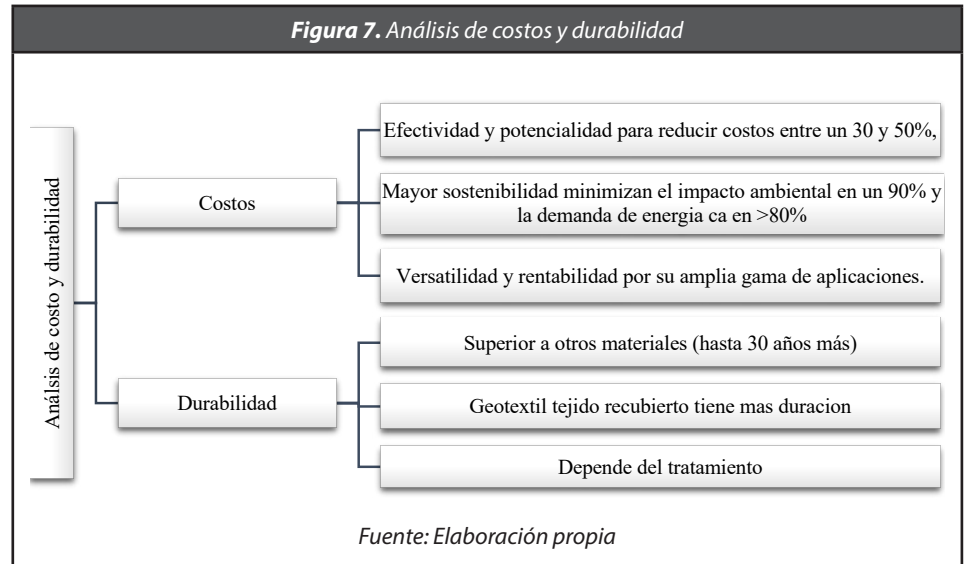 Figura 7. Análisis de costos y durabilidad
Análsis de costo y durabilidad
Costos
Efectividad y potencialidad para reducir costos entre un 30 y 50%,
Mayor sostenibilidad minimizan el impacto ambiental en un 90% y
la demanda de energia ca en >80%
Versatilidad y rentabilidad por su amplia gama de aplicaciones.
Durabilidad
Superior a otros materiales (hasta 30 años más)
Geotextil tejido recubierto tiene mas duracion
Depende del tratamiento
Fuente: Elaboración propia